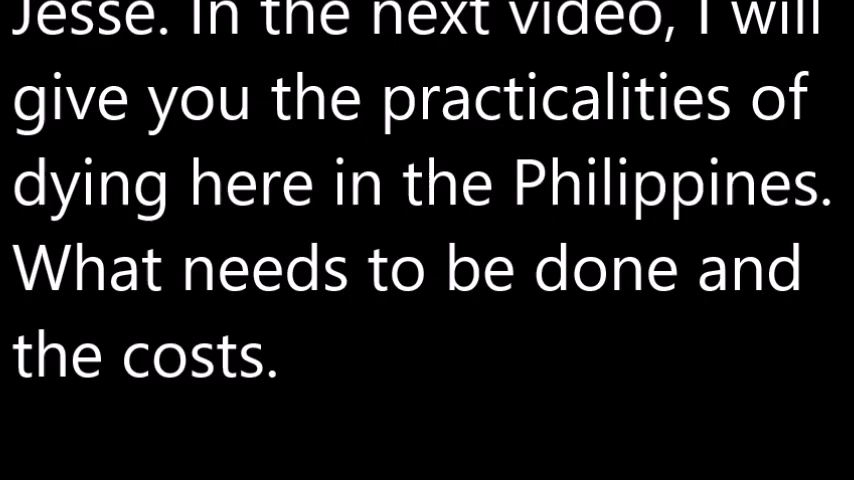 Jesse. In the next video, I will
give you the practicalities of
dying here in the Philippines.
What needs to be done and
the costs.